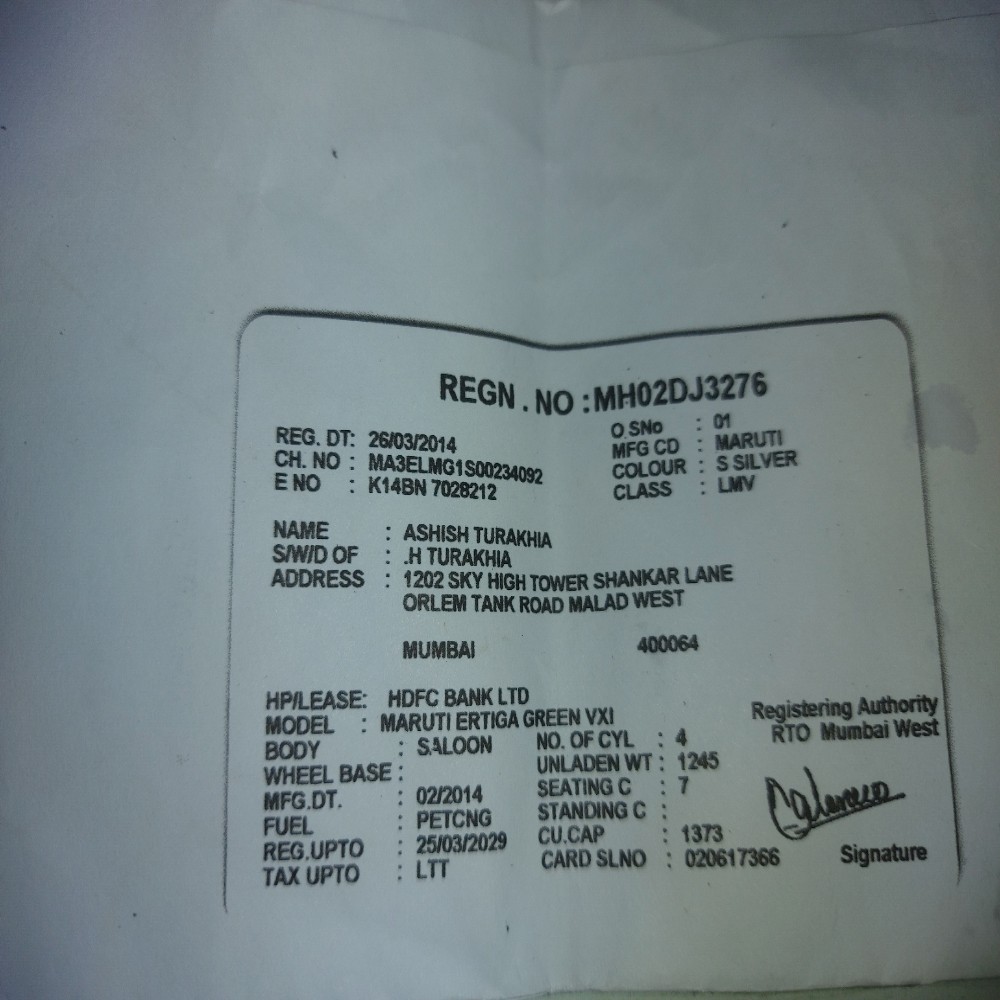 REGN . NO : MH02DJ3276
REG. DT: 26/03/2014 O.SNo : 01
CH. NO : MA3ELMG1S00234092 MFG CD : MARUTI
E NO : K14BN 7028212 COLOUR : S SILVER
CLASS : LMV
NAME : ASHISH TURAKHIA
S/W/D OF : .H TURAKHIA
ADDRESS : 1202 SKY HIGH TOWER SHANKAR LANE
ORLEM TANK ROAD MALAD WEST
MUMBAI 400064
HP/LEASE: HDFC BANK LTD
MODEL : MARUTI ERTIGA GREEN VXI
BODY : SALOON NO. OF CYL : 4
WHEEL BASE : UNLADEN WT : 1245
MFG.DT. : 02/2014 SEATING C : 7
FUEL : PETCNG STANDING C :
REG.UPTO : 25/03/2029 CU.CAP : 1373
TAX UPTO : LTT CARD SLNO : 020617366
Registering Authority
RTO Mumbai West
Signature